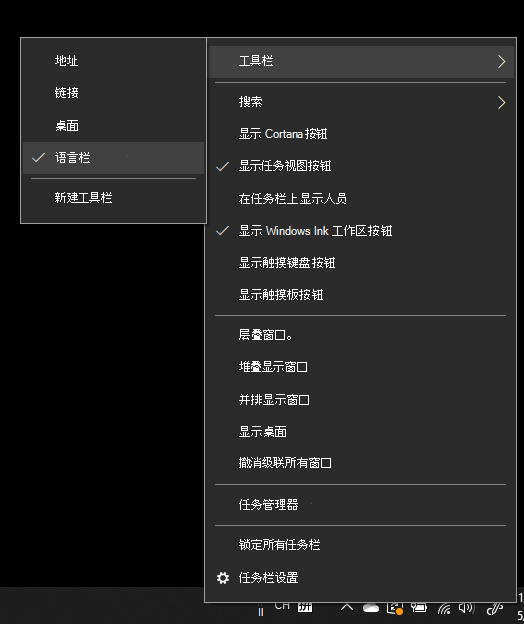 地址
链接
桌面
语言栏
新建工具栏
工具栏
搜索
显示 Cortana 按钮
显示任务视图按钮
在任务栏上显示人员
显示 Windows Ink 工作区按钮
显示触摸键盘按钮
显示触摸板按钮
层叠窗口。
堆叠显示窗口
并排显示窗口
显示桌面
撤消级联所有窗口
任务管理器
锁定所有任务栏
任务栏设置
CH 拼